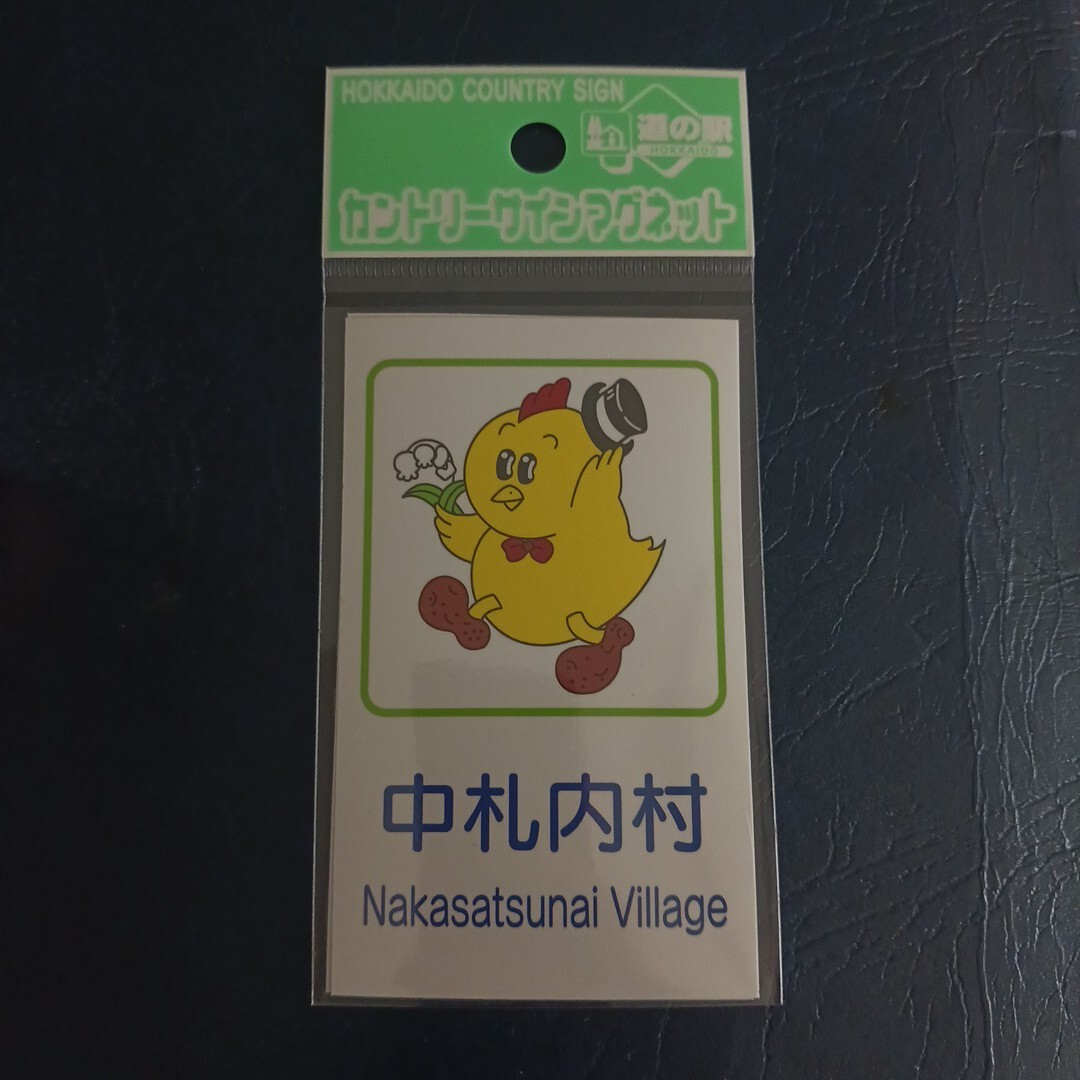 HOKKAIDO COUNTRY SIGN
道の駅
HOKKAIDO
カントリーサインマグネット
中札内村
Nakasatsunai Village